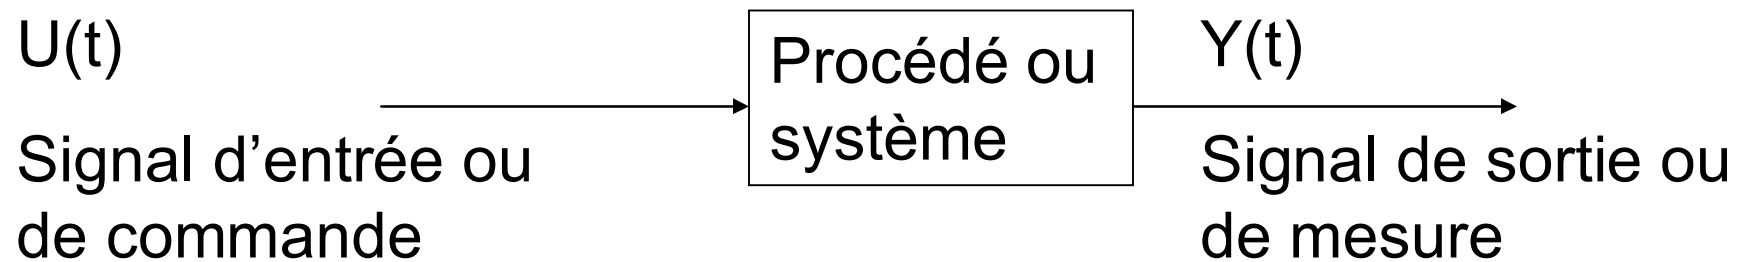 U(t)
Signal d’entrée ou
de commande
Procédé ou
système
Y(t)
Signal de sortie ou
de mesure